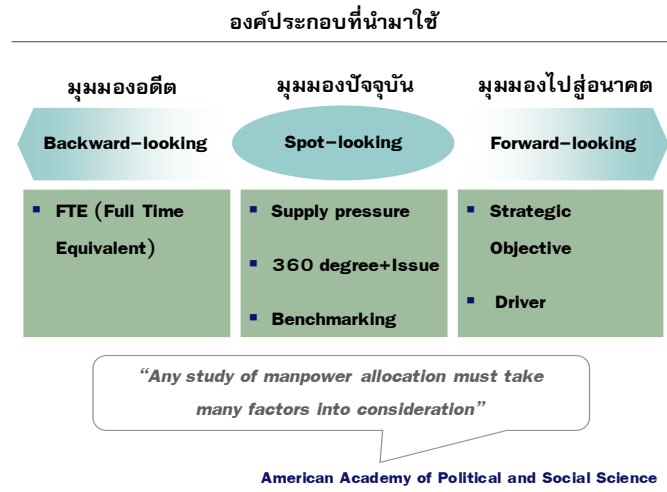 องค์ประกอบที่นำมาใช้
มุมมองอดีต
มุมมองปัจจุบัน
มุมมองไปสู่อนาคต
Backward-looking
Spot-looking
Forward-looking
▪ FTE (Full Time
Equivalent)
▪ Supply pressure
▪ 360 degree+Issue
▪ Benchmarking
▪ Strategic
Objective
▪ Driver
“Any study of manpower allocation must take
many factors into consideration”
American Academy of Political and Social Science